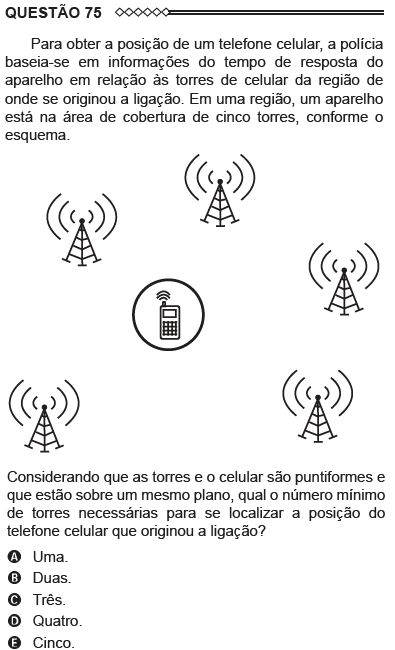 QUESTÃO 75
Para obter a posição de um telefone celular, a polícia
baseia-se em informações do tempo de resposta do
aparelho em relação às torres de celular da região de
onde se originou a ligação. Em uma região, um aparelho
está na área de cobertura de cinco torres, conforme o
esquema.
Considerando que as torres e o celular são puntiformes e
que estão sobre um mesmo plano, qual o número mínimo
de torres necessárias para se localizar a posição do
telefone celular que originou a ligação?
A Uma.
B Duas.
C Três.
D Quatro.
E Cinco.